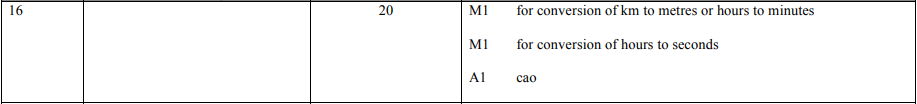 16 20 M1 for conversion of km to metres or hours to minutes
M1 for conversion of hours to seconds
A1 cao